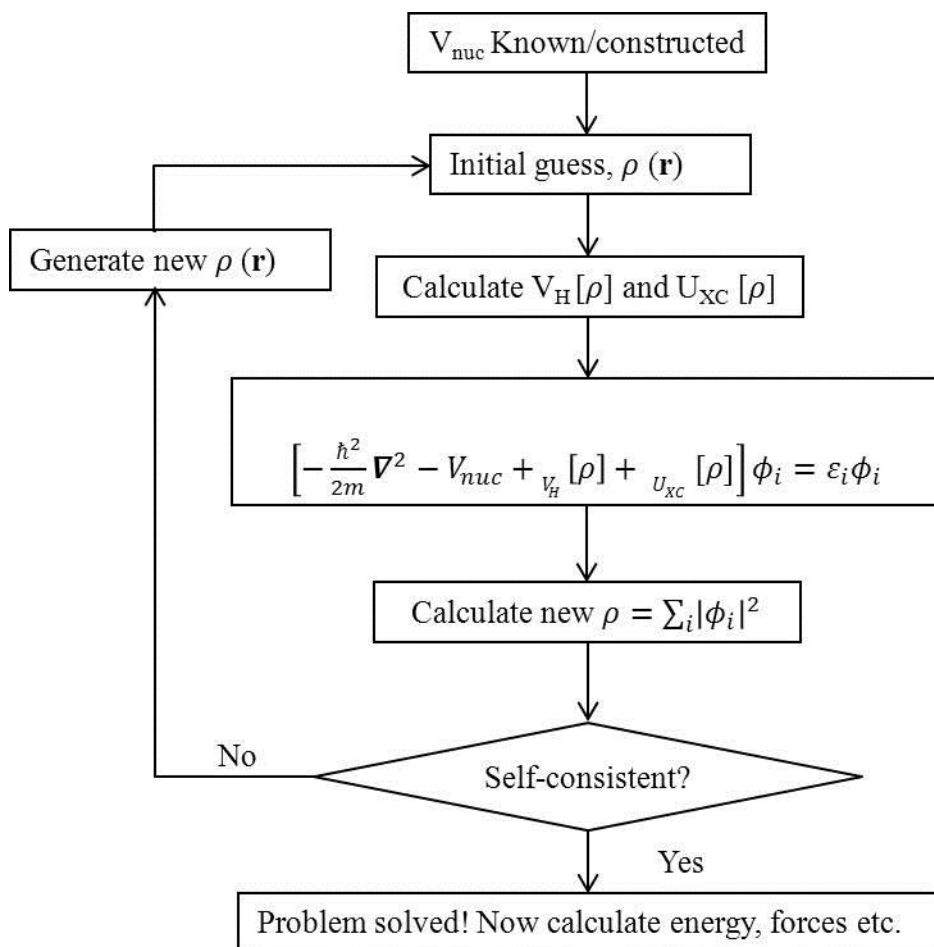 V_nuc Known/constructed
Initial guess, ρ (r)
Generate new ρ (r)
Calculate V_H [ρ] and U_XC [ρ]
[-ħ²/2m ∇² - V_nuc + V_H [ρ] + U_XC [ρ]] ϕ_i = ε_i ϕ_i
Calculate new ρ = ∑_i|ϕ_i|²
No
Self-consistent?
Yes
Problem solved! Now calculate energy, forces etc.